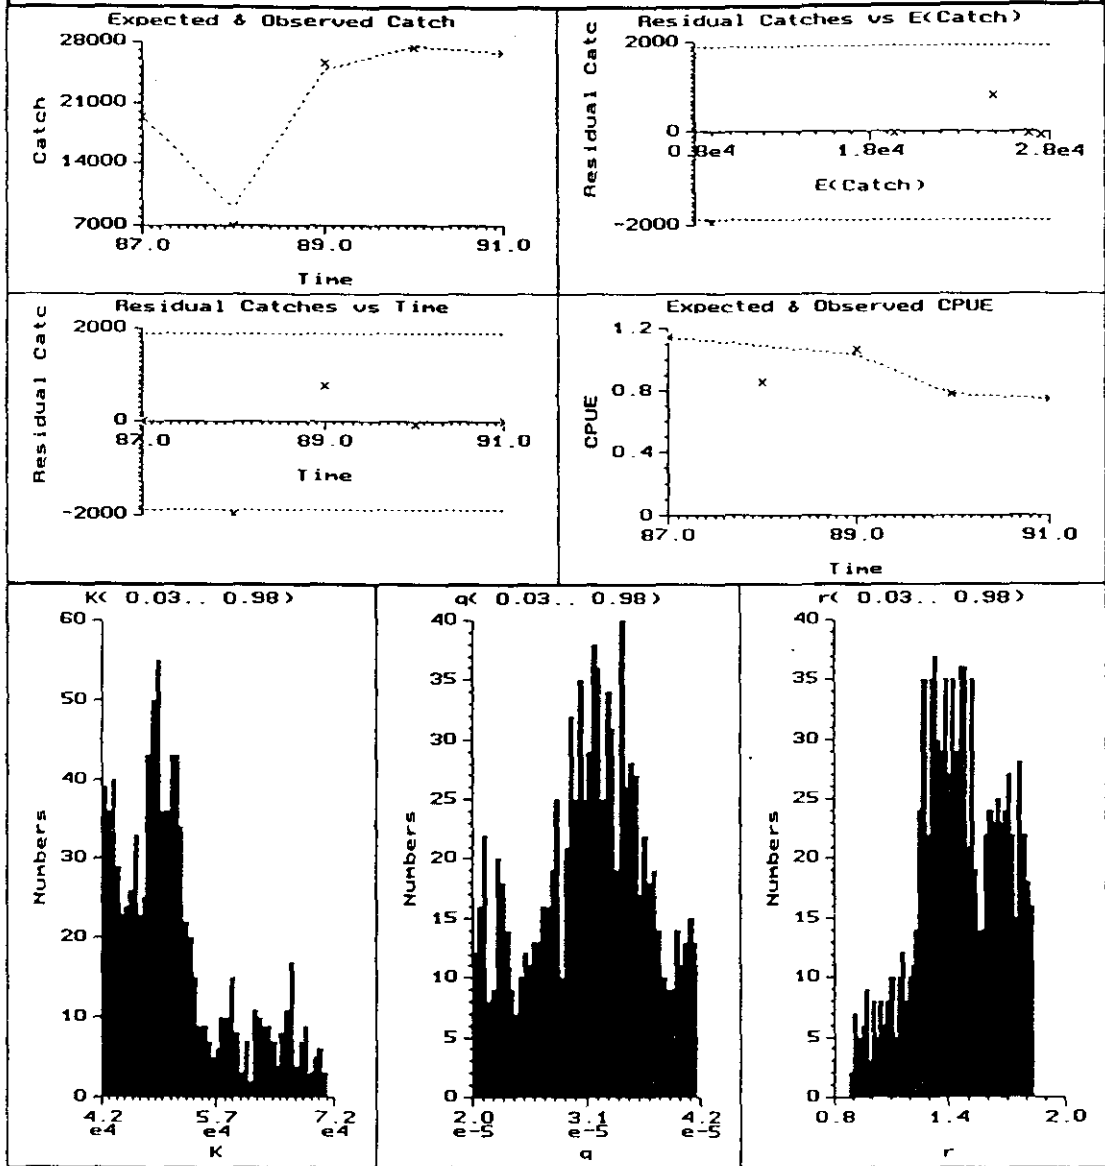 Expected & Observed Catch
28000
21000
14000
7000
Catch
87.0
89.0
91.0
Time
Residual Catches vs E(Catch)
2000
0
-2000
Residual Catc
0.8e4
1.8e4
2.8e4
E(Catch)
Residual Catches vs Time
2000
0
-2000
Residual Catc
87.0
89.0
91.0
Time
Expected & Observed CPUE
1.2
0.8
0.4
0
CPUE
87.0
89.0
91.0
Time
K( 0.03.. 0.98)
60
50
40
30
20
10
0
Numbers
4.2 5.7 7.2
e4 e4 e4
K
q( 0.03.. 0.98)
40
35
30
25
20
15
10
5
0
Numbers
2.0 3.1 4.2
e-5 e-5 e-5
q
r( 0.03.. 0.98)
40
35
30
25
20
15
10
5
0
Numbers
0.8 1.4 2.0
r